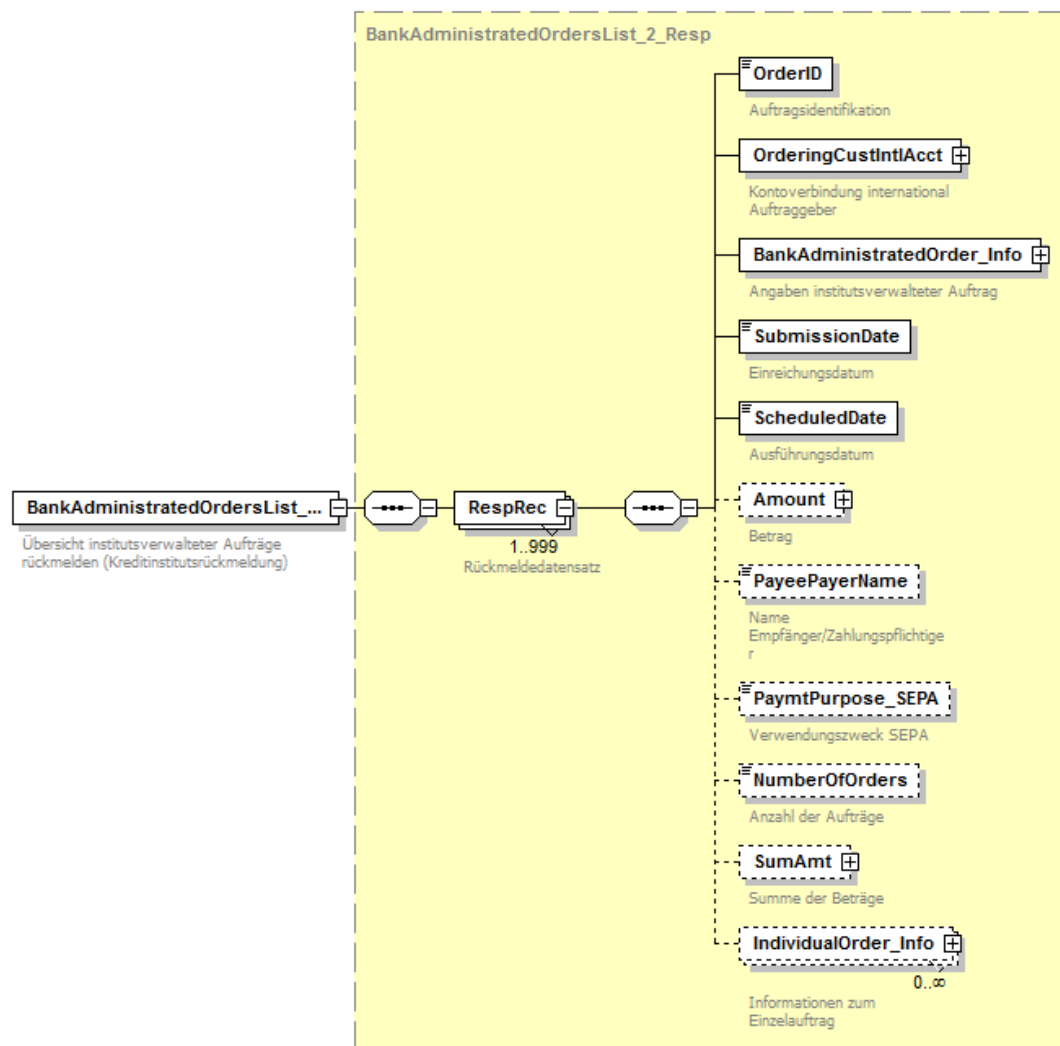 BankAdministratedOrdersList_2_Resp
OrderID
Auftragsidentifikation
OrderingCustIntlAcct
Kontoverbindung international
Auftraggeber
BankAdministratedOrder_Info
Angaben institutsverwalteter Auftrag
SubmissionDate
Einreichungsdatum
ScheduledDate
Ausführungsdatum
BankAdministratedOrdersList_...
Übersicht institutsverwalteter Aufträge
rückmelden (Kreditinstitutsrückmeldung)
RespRec
1..999
Rückmeldedatensatz
Amount
Betrag
PayeePayerName
Name
Empfänger/Zahlungspflichtige
r
PaymtPurpose_SEPA
Verwendungszweck SEPA
NumberOfOrders
Anzahl der Aufträge
SumAmt
Summe der Beträge
IndividualOrder_Info
0..∞
Informationen zum
Einzelauftrag